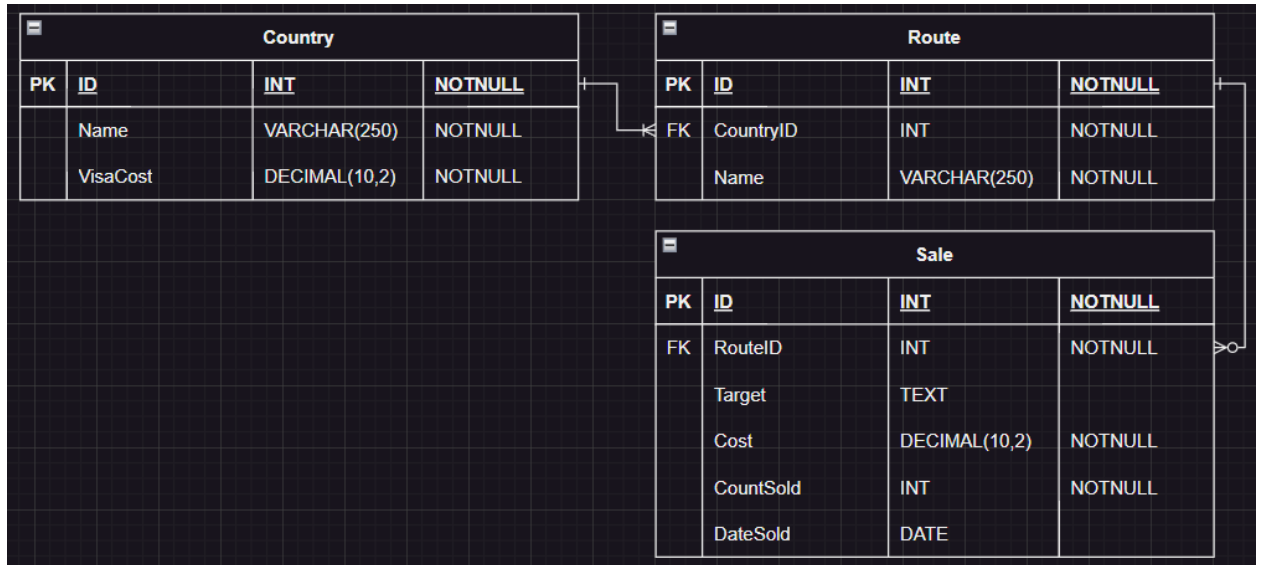 Country
PK ID INT NOTNULL
Name VARCHAR(250) NOTNULL
VisaCost DECIMAL(10,2) NOTNULL
Route
PK ID INT NOTNULL
FK CountryID INT NOTNULL
Name VARCHAR(250) NOTNULL
Sale
PK ID INT NOTNULL
FK RouteID INT NOTNULL
Target TEXT
Cost DECIMAL(10,2) NOTNULL
CountSold INT NOTNULL
DateSold DATE